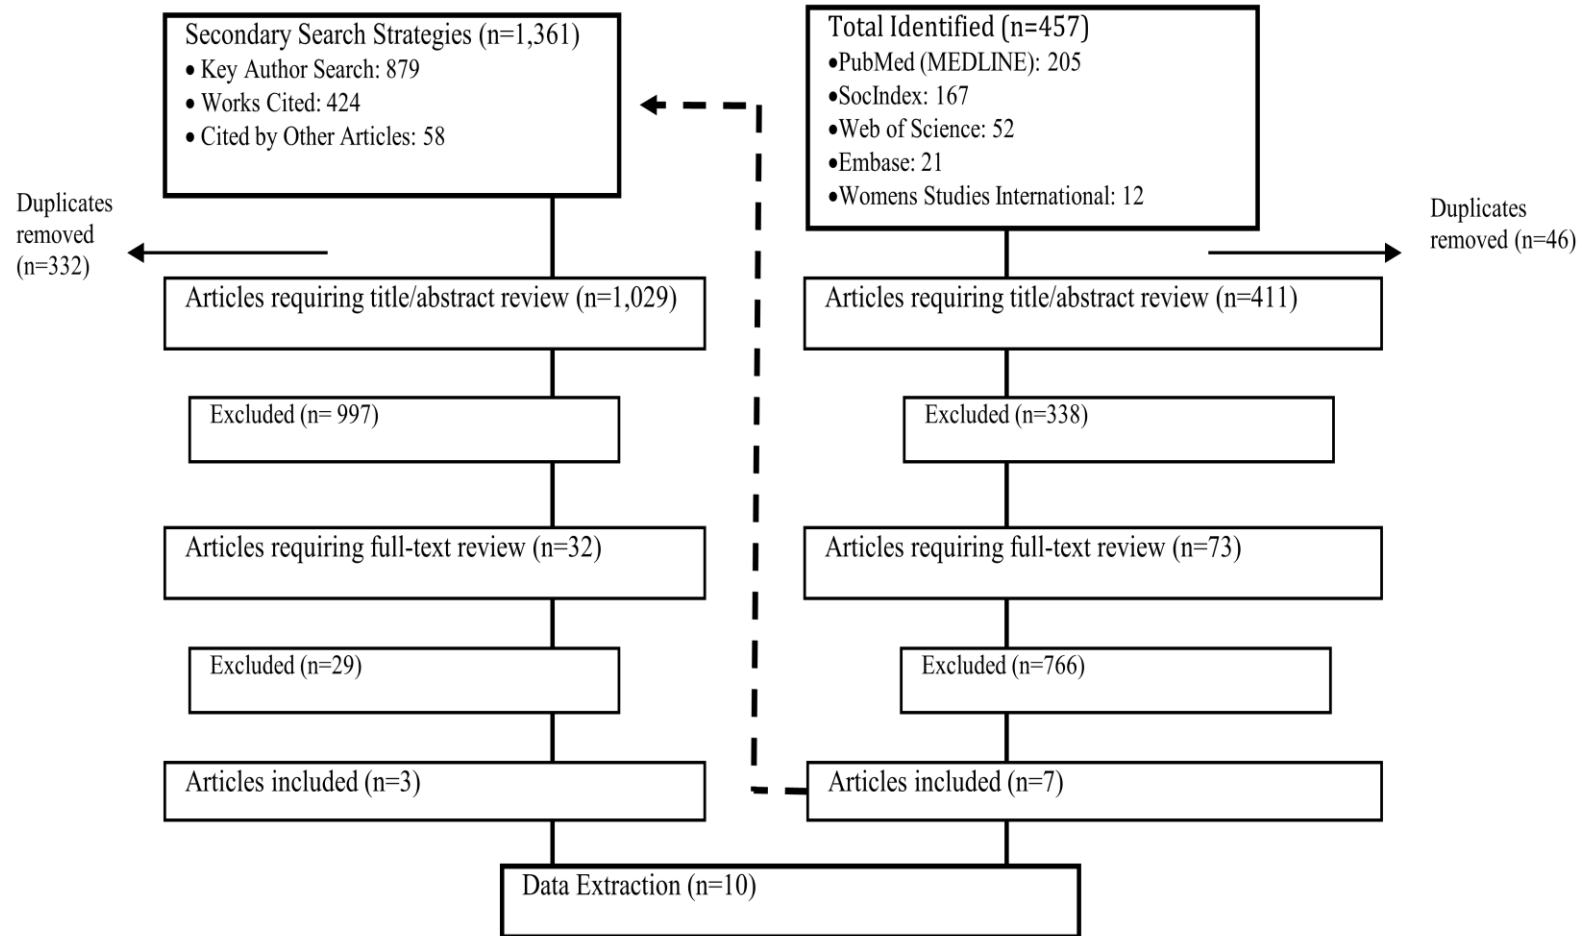 Secondary Search Strategies (n=1,361)
• Key Author Search: 879
• Works Cited: 424
• Cited by Other Articles: 58
Total Identified (n=457)
•PubMed (MEDLINE): 205
•SocIndex: 167
•Web of Science: 52
•Embase: 21
•Womens Studies International: 12
Duplicates
removed
(n=332)
Duplicates
removed (n=46)
Articles requiring title/abstract review (n=1,029)
Articles requiring title/abstract review (n=411)
Excluded (n= 997)
Excluded (n=338)
Articles requiring full-text review (n=32)
Articles requiring full-text review (n=73)
Excluded (n=29)
Excluded (n=766)
Articles included (n=3)
Articles included (n=7)
Data Extraction (n=10)